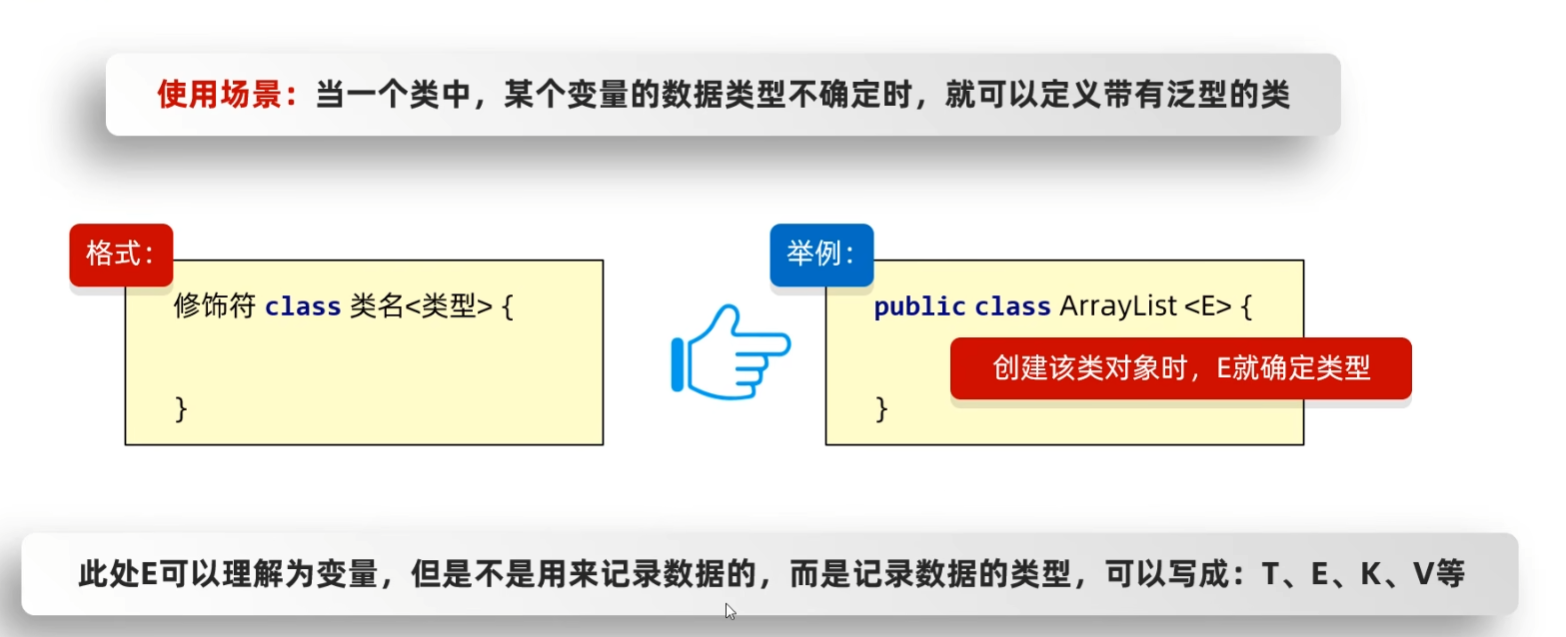 使用场景：当一个类中，某个变量的数据类型不确定时，就可以定义带有泛型的类
格式：
修饰符 class 类名<类型> {
}
举例：
public class ArrayList <E> {
创建该类对象时，E就确定类型
}
此处E可以理解为变量，但是不是用来记录数据的，而是记录数据的类型，可以写成：T、E、K、V等